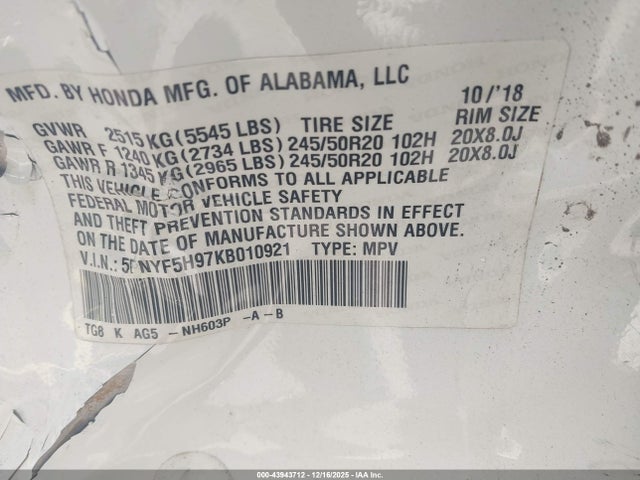 MFD. BY HONDA MFG. OF ALABAMA, LLC 10/'18
GVWR 2515 KG (5545 LBS) TIRE SIZE RIM SIZE
GAWR F 1240 KG (2734 LBS) 245/50R20 102H 20X8.0J
GAWR R 1345 KG (2965 LBS) 245/50R20 102H 20X8.0J
THIS VEHICLE CONFORMS TO ALL APPLICABLE
FEDERAL MOTOR VEHICLE SAFETY
AND THEFT PREVENTION STANDARDS IN EFFECT
ON THE DATE OF MANUFACTURE SHOWN ABOVE.
V.I.N.: 5FNYF5H97KB010921 TYPE: MPV
TG8 K AG5 -NH603P -A-B
000-43943712 - 12/16/2025 - IAA Inc.